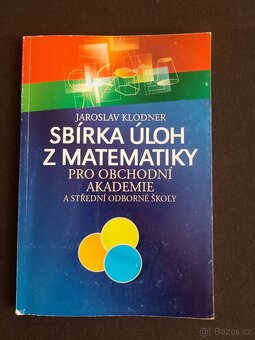 JAROSLAV KLODNER
SBÍRKA ÚLOH
Z MATEMATIKY
PRO OBCHODNÍ
AKADEMIE
A STŘEDNÍ ODBORNÉ ŠKOLY
Bazos.cz